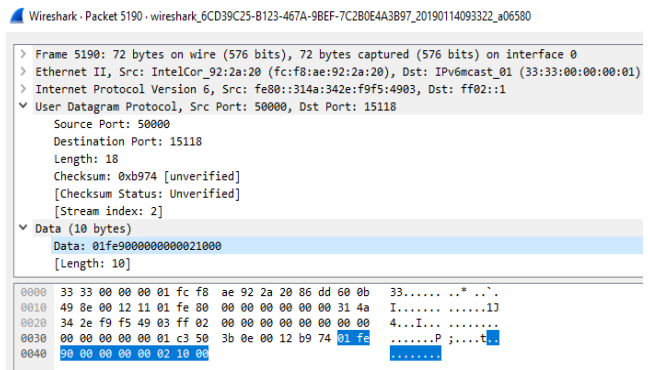 Wireshark · Packet 5190 · wireshark_6CD39C25-B123-467A-9BEF-7C2B0E4A3B97_20190114093322_a06580
Frame 5190: 72 bytes on wire (576 bits), 72 bytes captured (576 bits) on interface 0
Ethernet II, Src: IntelCor_92:2a:20 (fc:f8:ae:92:2a:20), Dst: IPv6mcast_01 (33:33:00:00:00:01)
Internet Protocol Version 6, Src: fe80::314a:342e:f9f5:4903, Dst: ff02::1
User Datagram Protocol, Src Port: 50000, Dst Port: 15118
Source Port: 50000
Destination Port: 15118
Length: 18
Checksum: 0xb974 [unverified]
[Checksum Status: Unverified]
[Stream index: 2]
Data (10 bytes)
Data: 01fe9000000000021000
[Length: 10]
0000 33 33 00 00 00 01 fc f8 ae 92 2a 20 86 dd 60 0b 33...... ..* ..`.
0010 49 8e 00 12 11 01 fe 80 00 00 00 00 00 00 31 4a I....... ......1J
0020 34 2e f9 f5 49 03 ff 02 00 00 00 00 00 00 00 00 4...I... ........
0030 00 00 00 00 00 01 c3 50 3b 0e 00 12 b9 74 01 fe .......P ;....t..
0040 90 00 00 00 00 02 10 00 ........